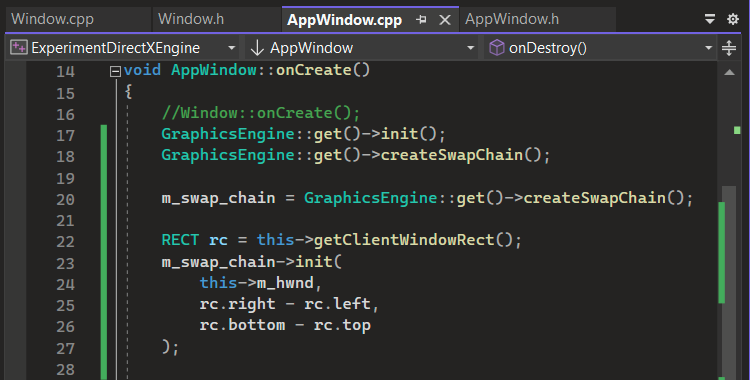 Window.cpp Window.h AppWindow.cpp AppWindow.h
ExperimentDirectXEngine AppWindow onDestroy()
14 void AppWindow::onCreate()
15 {
16 //Window::onCreate();
17 GraphicsEngine::get()->init();
18 GraphicsEngine::get()->createSwapChain();
19
20 m_swap_chain = GraphicsEngine::get()->createSwapChain();
21
22 RECT rc = this->getClientWindowRect();
23 m_swap_chain->init(
24 this->m_hwnd,
25 rc.right - rc.left,
26 rc.bottom - rc.top
27 );
28